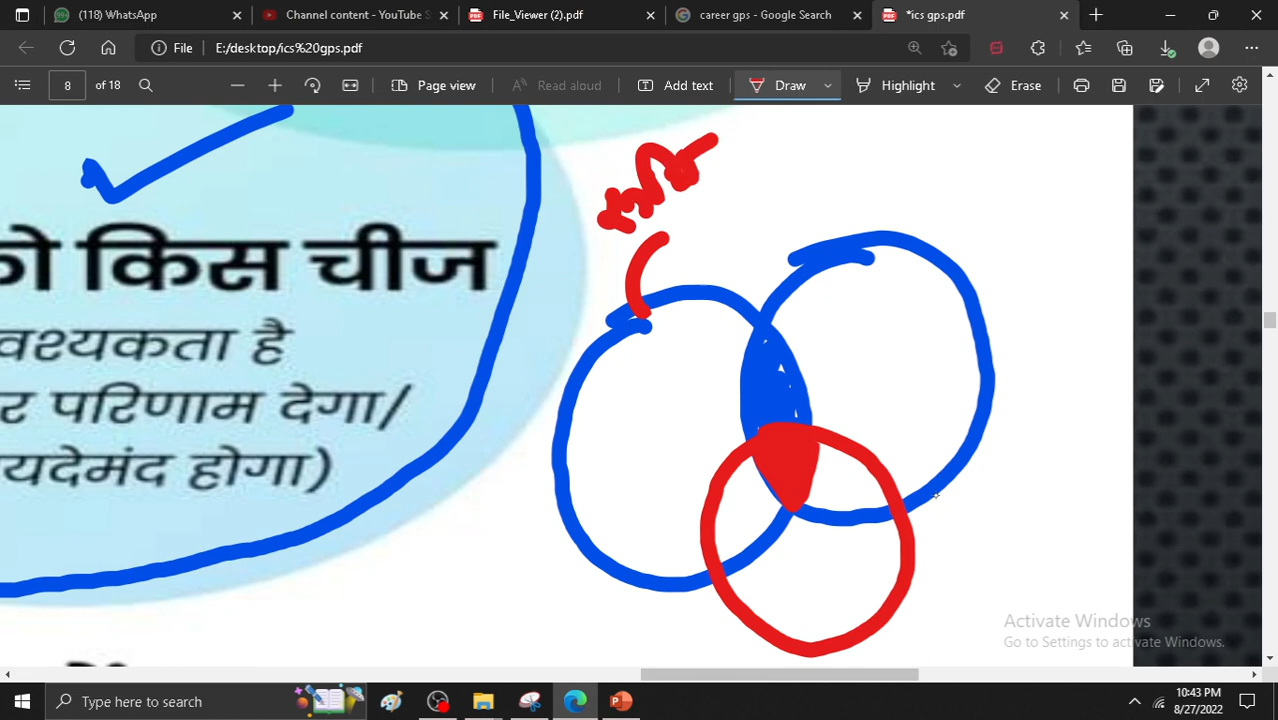 (118) WhatsApp
Channel content - YouTube S
File_Viewer (2).pdf
career gps - Google Search
*ics gps.pdf
File
E:/desktop/ics%20gps.pdf
8 of 18
Page view
Read aloud
Add text
Draw
Highlight
Erase
को किस चीज
वश्यकता है
र परिणाम देगा/
यदेमंद होगा)
Activate Windows
Go to Settings to activate Windows.
Type here to search
10:43 PM
8/27/2022